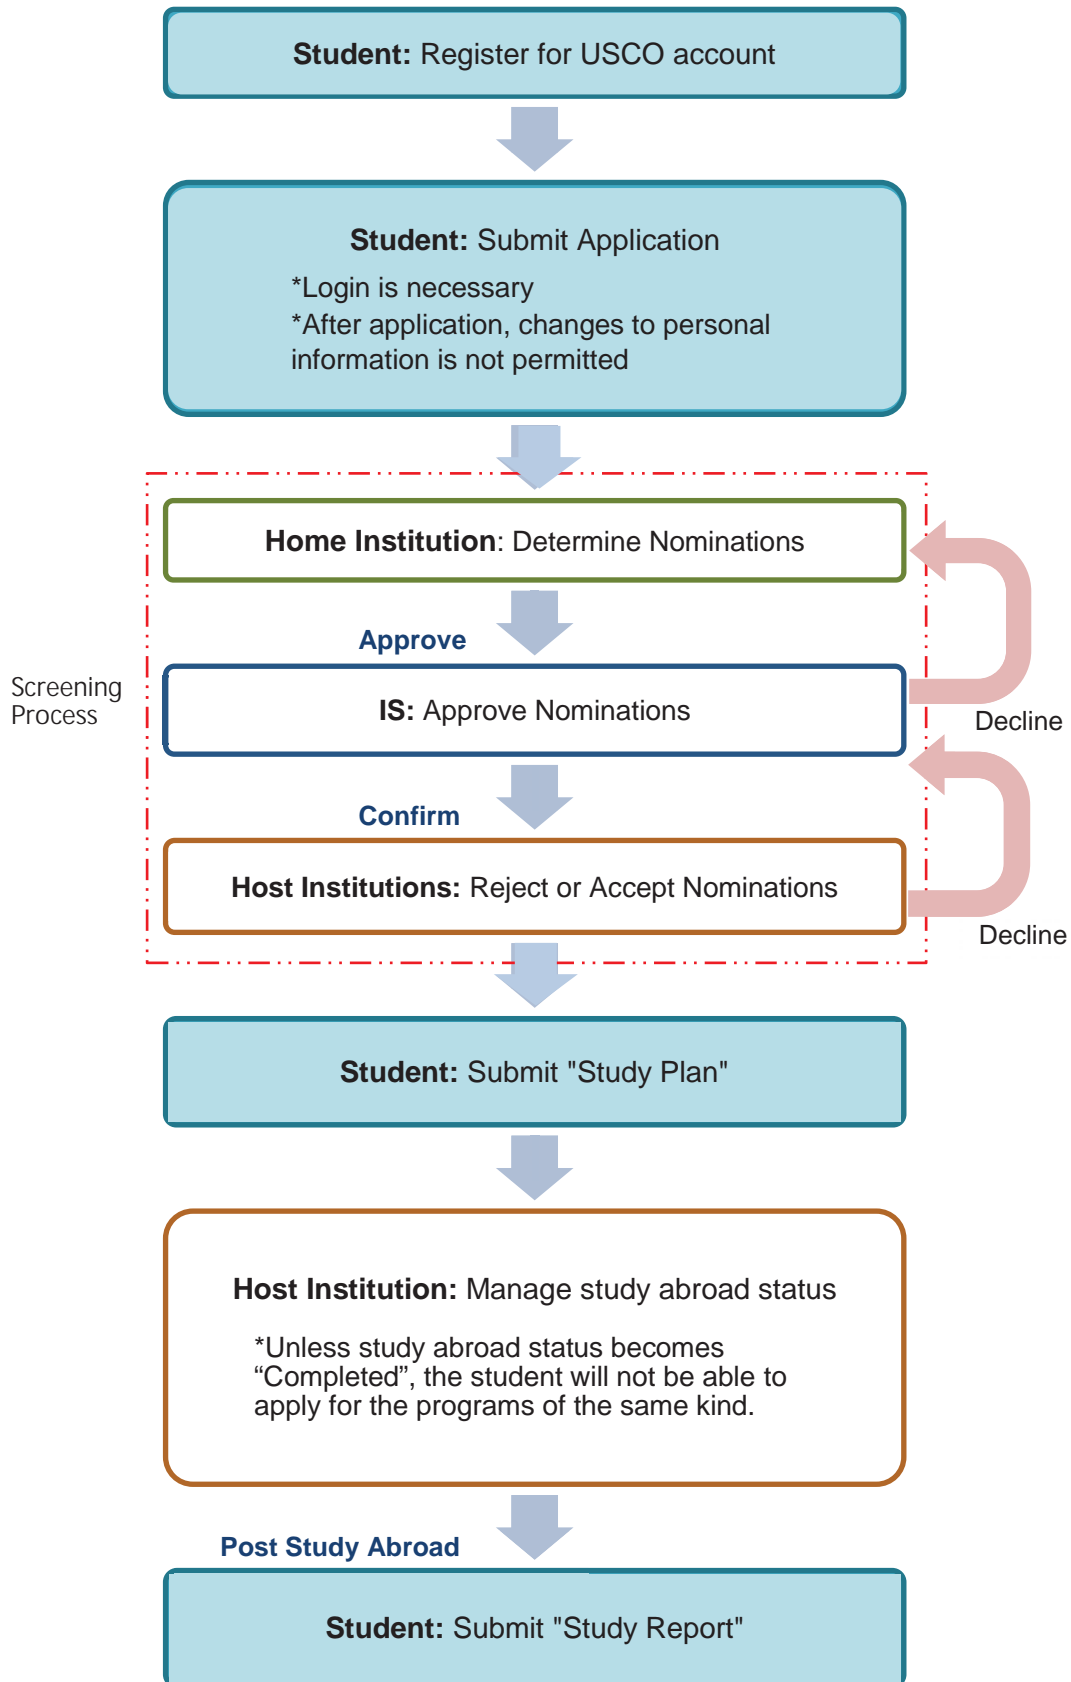 Student: Register for USCO account
Student: Submit Application
*Login is necessary
*After application, changes to personal
information is not permitted
Home Institution: Determine Nominations
Approve
Screening
Process
IS: Approve Nominations
Decline
Confirm
Host Institutions: Reject or Accept Nominations
Decline
Student: Submit "Study Plan"
Host Institution: Manage study abroad status
*Unless study abroad status becomes
“Completed”, the student will not be able to
apply for the programs of the same kind.
Post Study Abroad
Student: Submit "Study Report"